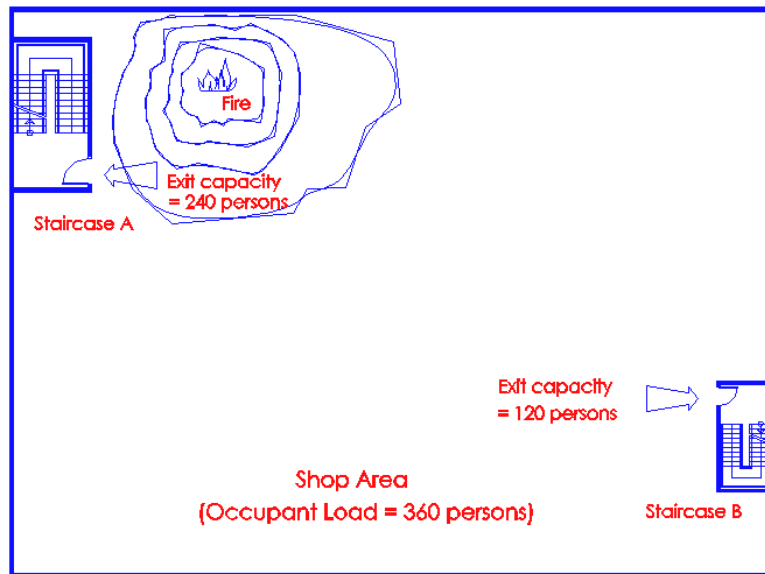 Fire
Exit capacity
= 240 persons
Staircase A
Exit capacity
= 120 persons
Shop Area
(Occupant Load = 360 persons)
Staircase B